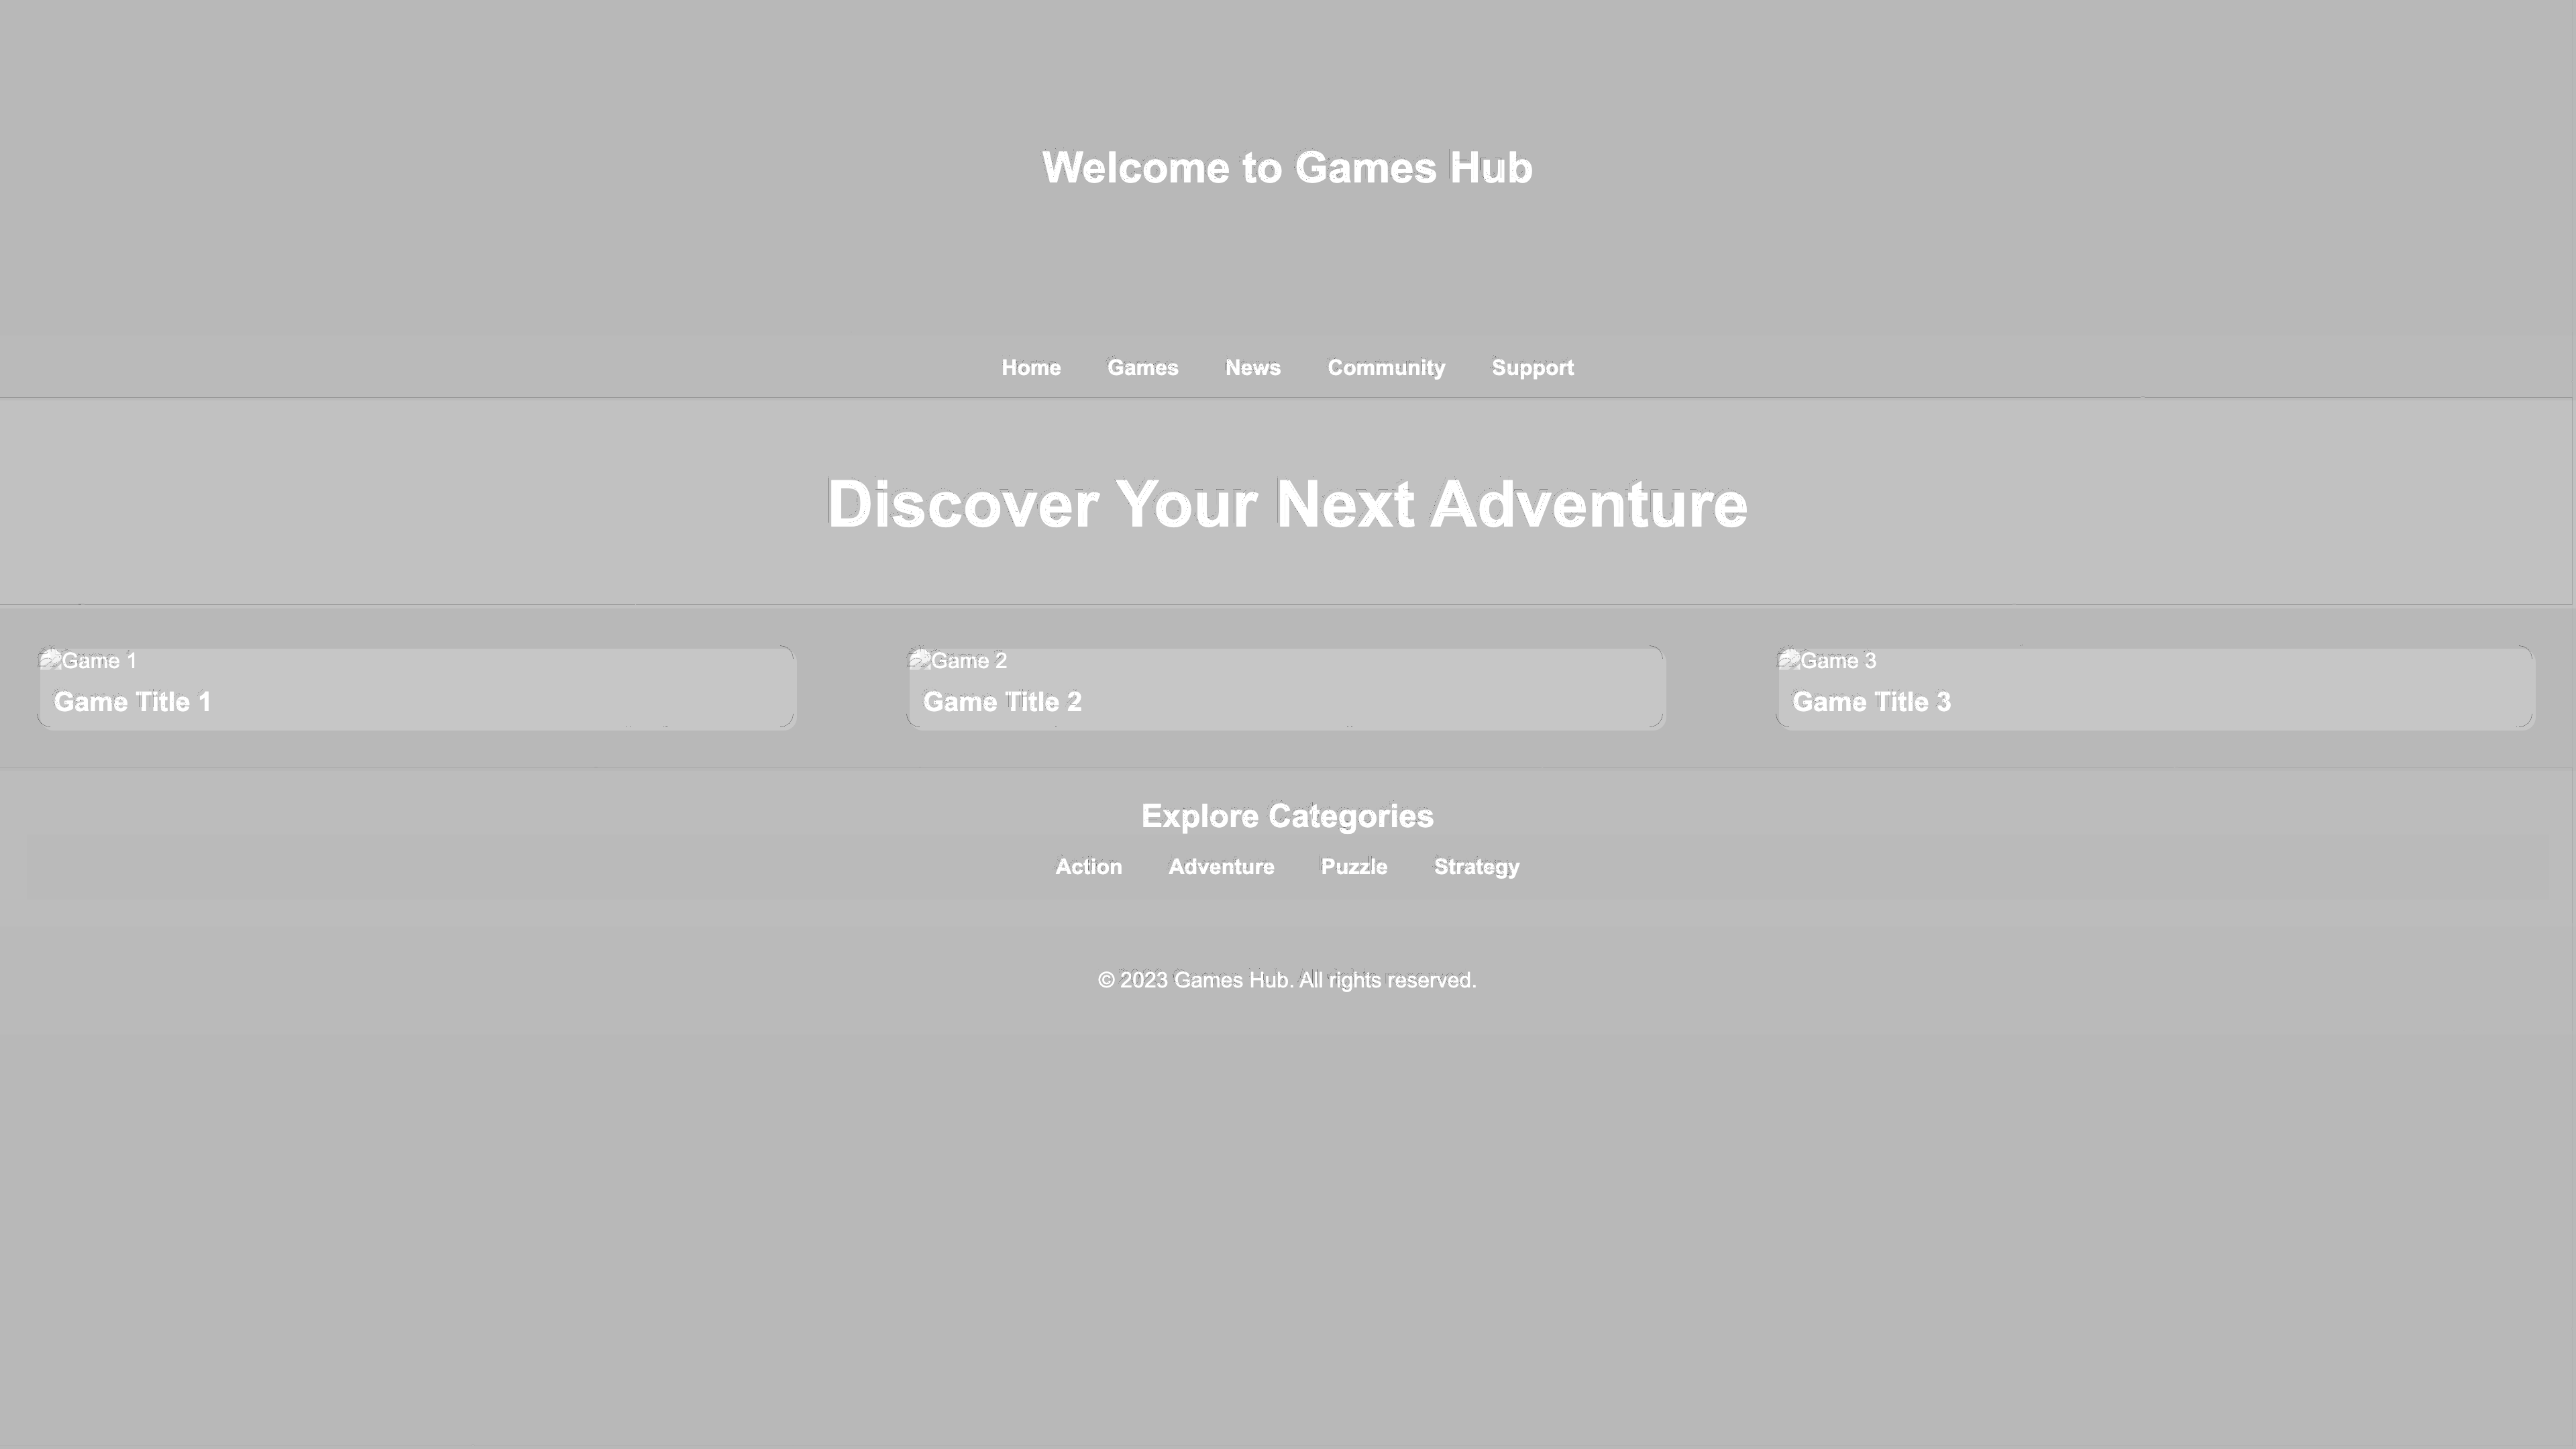 Welcome to Games Hub
Home Games News Community Support
Discover Your Next Adventure
Game 1 Game 2 Game 3
Game Title 1 Game Title 2 Game Title 3
Explore Categories
Action Adventure Puzzle Strategy
© 2023 Games Hub. All rights reserved.